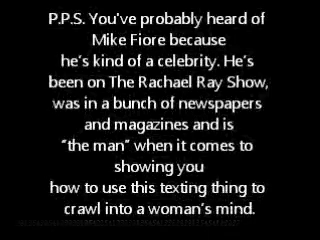 P.P.S. You've probably heard of
Mike Fiore because
he's kind of a celebrity. He's
been on The Rachael Ray Show,
was in a bunch of newspapers
and magazines and is
“the man” when it comes to
showing you
how to use this texting thing to
crawl into a woman's mind.